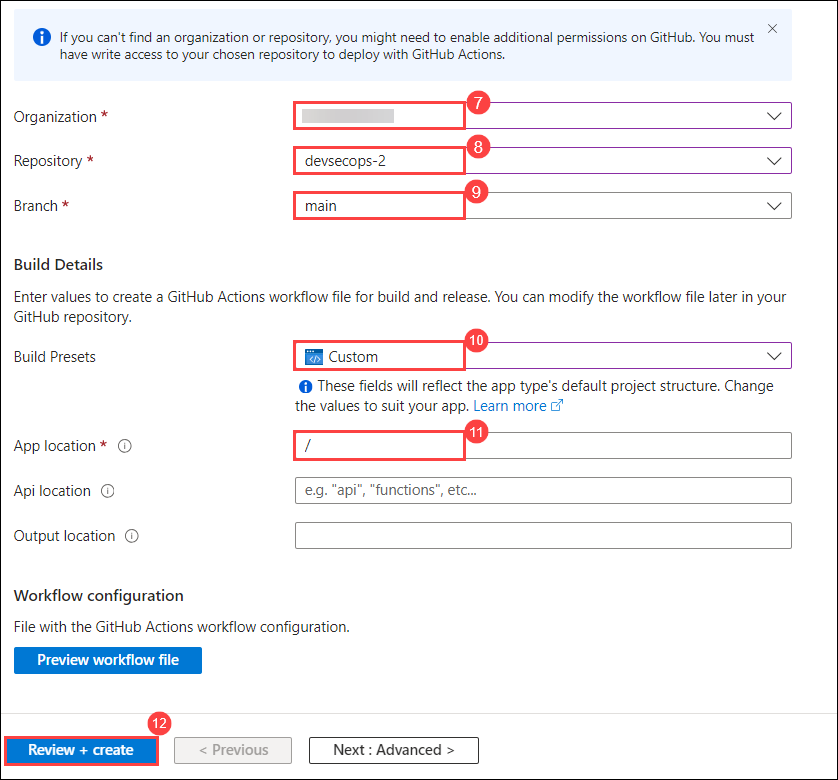 If you can't find an organization or repository, you might need to enable additional permissions on GitHub. You must
have write access to your chosen repository to deploy with GitHub Actions.
Organization *
7
Repository *
devsecops-2
8
Branch *
main
9
Build Details
Enter values to create a GitHub Actions workflow file for build and release. You can modify the workflow file later in your
GitHub repository.
Build Presets
Custom
10
These fields will reflect the app type's default project structure. Change
the values to suit your app. Learn more
App location *
/
11
Api location
e.g. "api", "functions", etc...
Output location
Workflow configuration
File with the GitHub Actions workflow configuration.
Preview workflow file
12
Review + create
< Previous
Next : Advanced >